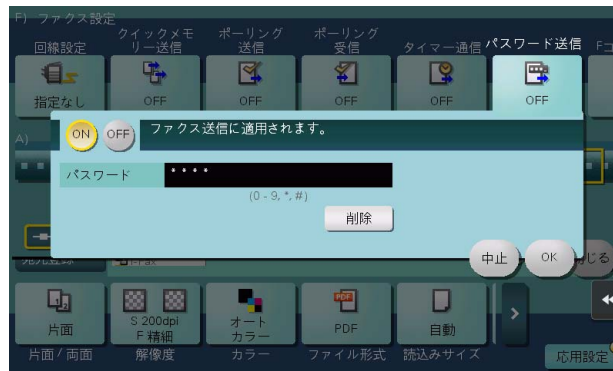 F) ファクス設定
回線設定
クイックメモ
リー送信
ポーリング
送信
ポーリング
受信
タイマー通信
パスワード送信
Fコ
指定なし
OFF
OFF
OFF
OFF
OFF
A)
ON
OFF
ファクス送信に適用されます。
パスワード
* * * *
(0 - 9, *, #)
削除
中止
OK
じる
片面
S 200dpi
F 精細
オート
カラー
PDF
PDF
自動
片面 / 両面
解像度
カラー
ファイル形式
読込みサイズ
応用設定